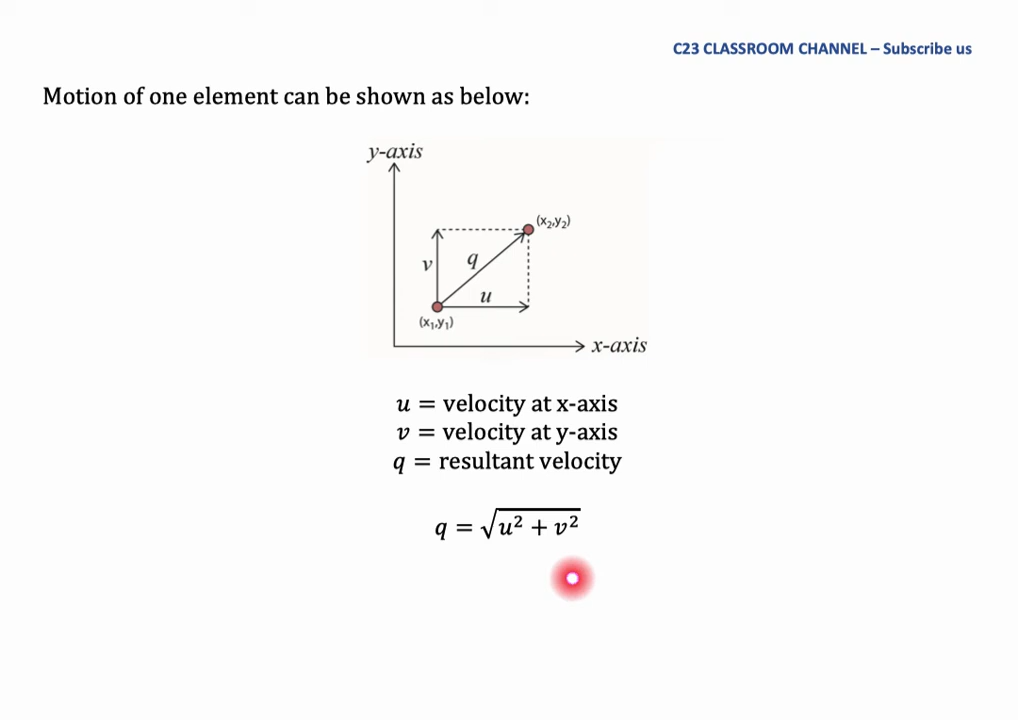 C23 CLASSROOM CHANNEL – Subscribe us
Motion of one element can be shown as below:
y-axis
(x₂,y₂)
v
q
u
(x₁,y₁)
x-axis
u = velocity at x-axis
v = velocity at y-axis
q = resultant velocity
q = √u² + v²